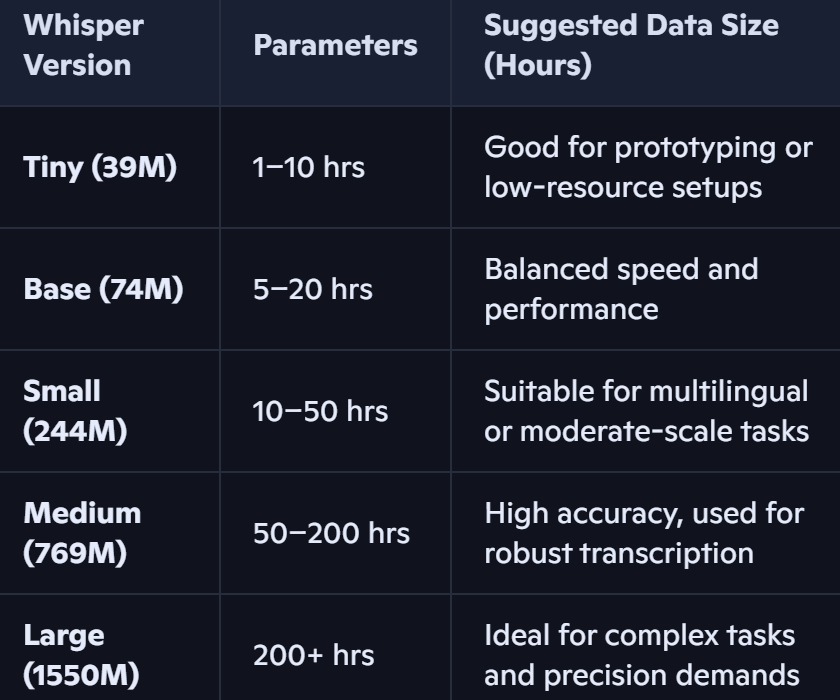 Whisper
Version
Parameters
Suggested Data Size
(Hours)
Tiny (39M)
1–10 hrs
Good for prototyping or
low-resource setups
Base (74M)
5–20 hrs
Balanced speed and
performance
Small
(244M)
10–50 hrs
Suitable for multilingual
or moderate-scale tasks
Medium
(769M)
50–200 hrs
High accuracy, used for
robust transcription
Large
(1550M)
200+ hrs
Ideal for complex tasks
and precision demands